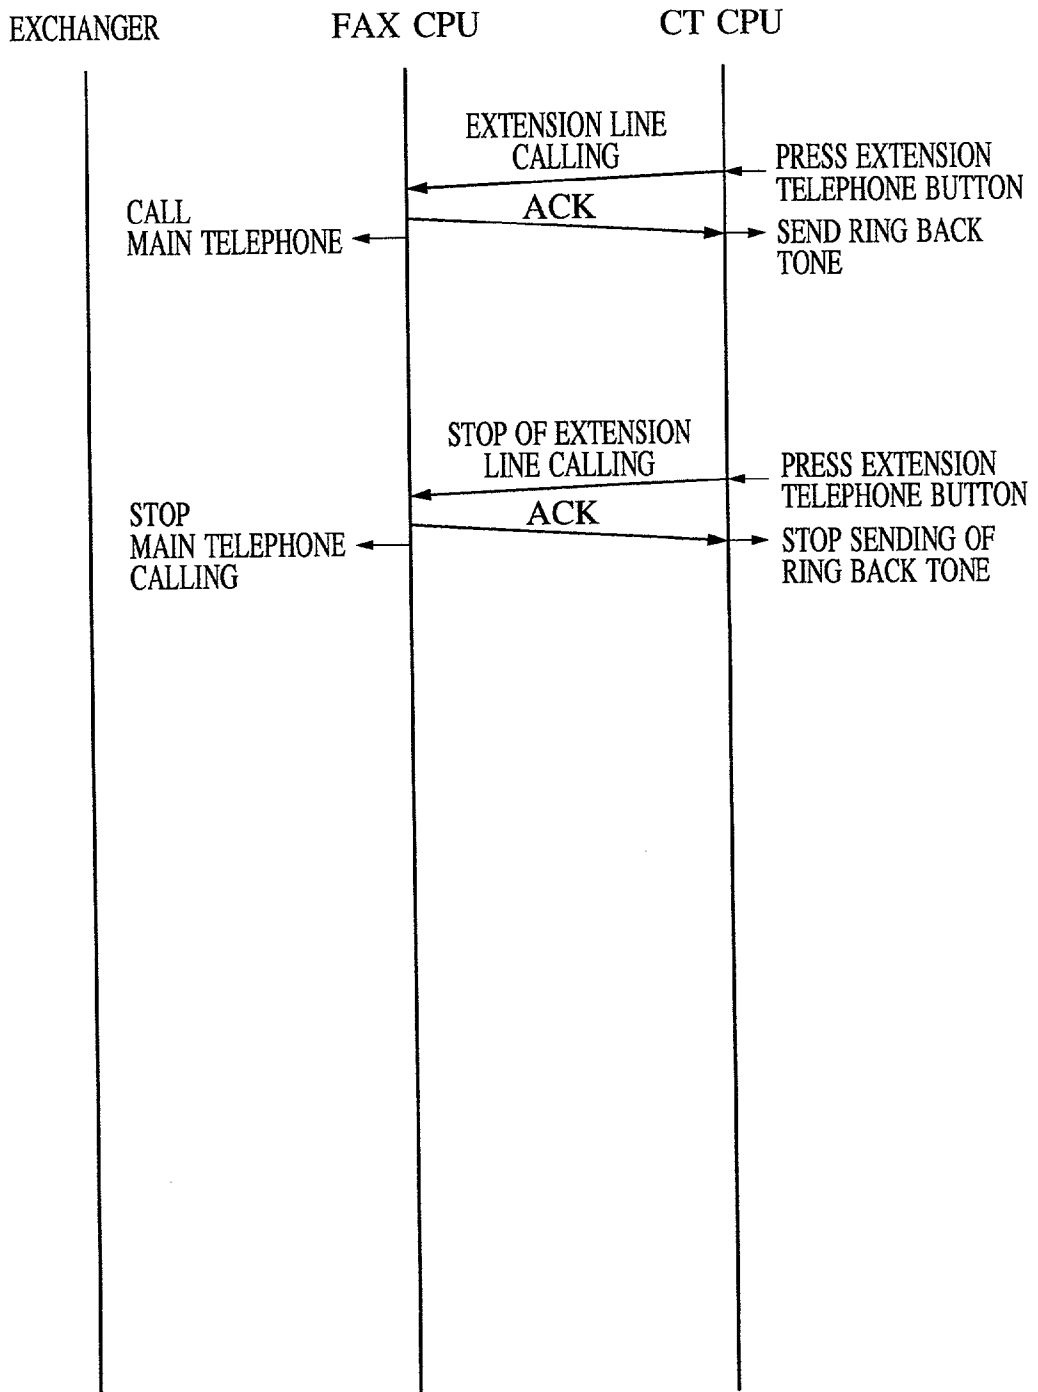 EXCHANGER
FAX CPU
CT CPU
EXTENSION LINE
CALLING
PRESS EXTENSION
TELEPHONE BUTTON
ACK
CALL
MAIN TELEPHONE
SEND RING BACK
TONE
STOP OF EXTENSION
LINE CALLING
PRESS EXTENSION
TELEPHONE BUTTON
ACK
STOP
MAIN TELEPHONE
CALLING
STOP SENDING OF
RING BACK TONE